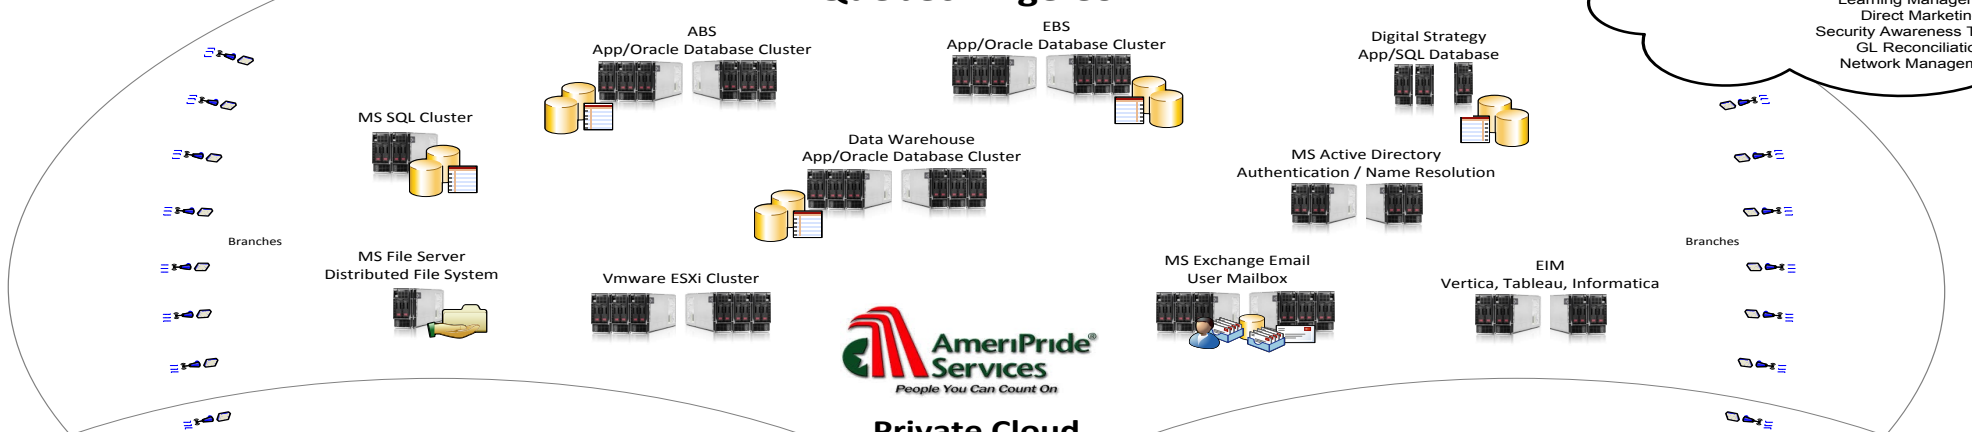 ABS
App/Oracle Database Cluster
EBS
App/Oracle Database Cluster
Digital Strategy
App/SQL Database
Direct Marketin
Security Awareness T
GL Reconciatio
Network Managem
MS SQL Cluster
Data Warehouse
App/Oracle Database Cluster
MS Active Directory
Authentication / Name Resolution
Branches
Branches
MS File Server
Distributed File System
Vmware ESXi Cluster
MS Exchange Email
User Mailbox
EIM
Vertica, Tableau, Informatica
AmeriPride®
Services
People You Can Count On
Private Cloud